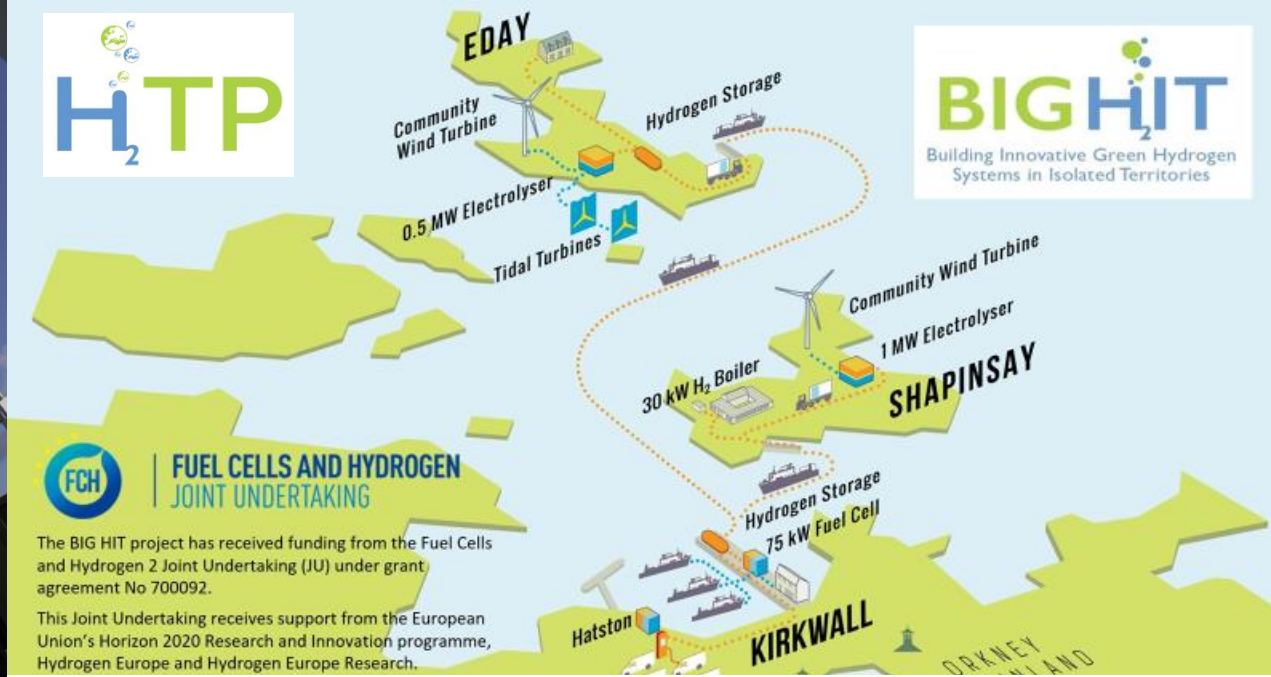 H2TP
EDAY
Community
Wind Turbine
Hydrogen Storage
0.5 MW Electrolyser
Tidal Turbines
BIG H2IT
Building Innovative Green Hydrogen
Systems in Isolated Territories
Community Wind Turbine
1 MW Electrolyser
30 kW H₂ Boiler
SHAPINSAY
Hydrogen Storage
75 kW Fuel Cell
Hatston
KIRKWALL
ORKNEY
FCH
FUEL CELLS AND HYDROGEN
JOINT UNDERTAKING
The BIG HIT project has received funding from the Fuel Cells
and Hydrogen 2 Joint Undertaking (JU) under grant
agreement No 700092.
This Joint Undertaking receives support from the European
Union's Horizon 2020 Research and Innovation programme,
Hydrogen Europe and Hydrogen Europe Research.